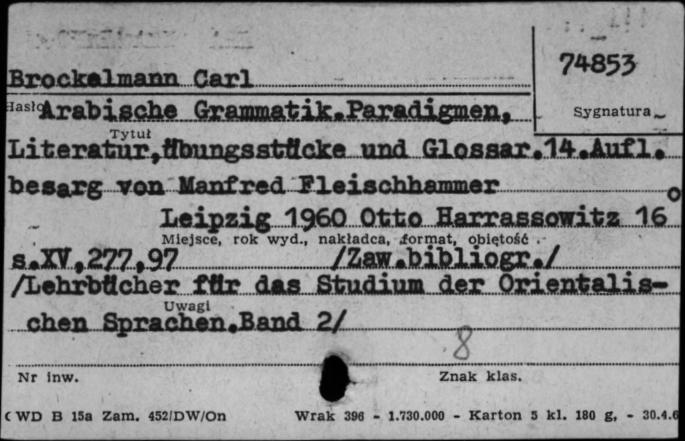 74853
Brockelmann Carl
Hasło Arabische Grammatik.Paradigmen,
Sygnatura
Tytuł
Literatur,Übungsstücke und Glossar.14.Aufl.
besarg von Manfred Fleischhammer
Leipzig 1960 Otto Harrassowitz 16°
Miejsce, rok wyd., nakładca, format, objętość
s.XV,277,97 /Zaw.bibliogr./
/Lehrbücher für das Studium der Orientalis-
Uwagi
chen Sprachen.Band 2/
8
Nr inw. Znak klas.
CWD B 15a Zam. 452/DW/On Wrak 396 - 1.730.000 - Karton 5 kl. 180 g, - 30.4.6